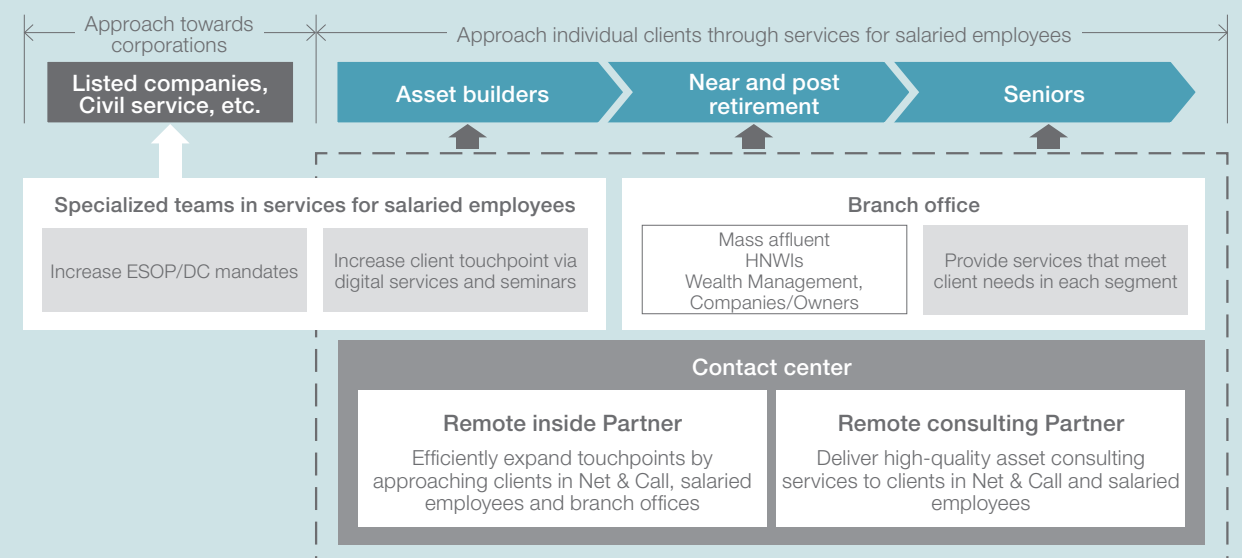 Approach towards
corporations
Approach individual clients through services for salaried employees
Listed companies,
Civil service, etc.
Asset builders
Near and post
retirement
Seniors
Specialized teams in services for salaried employees
Increase ESOP/DC mandates
Increase client touchpoint via
digital services and seminars
Branch office
Mass affluent
HNWIs
Wealth Management,
Companies/Owners
Provide services that meet
client needs in each segment
Contact center
Remote inside Partner
Efficiently expand touchpoints by
approaching clients in Net & Call, salaried
employees and branch offices
Remote consulting Partner
Deliver high-quality asset consulting
services to clients in Net & Call and salaried
employees